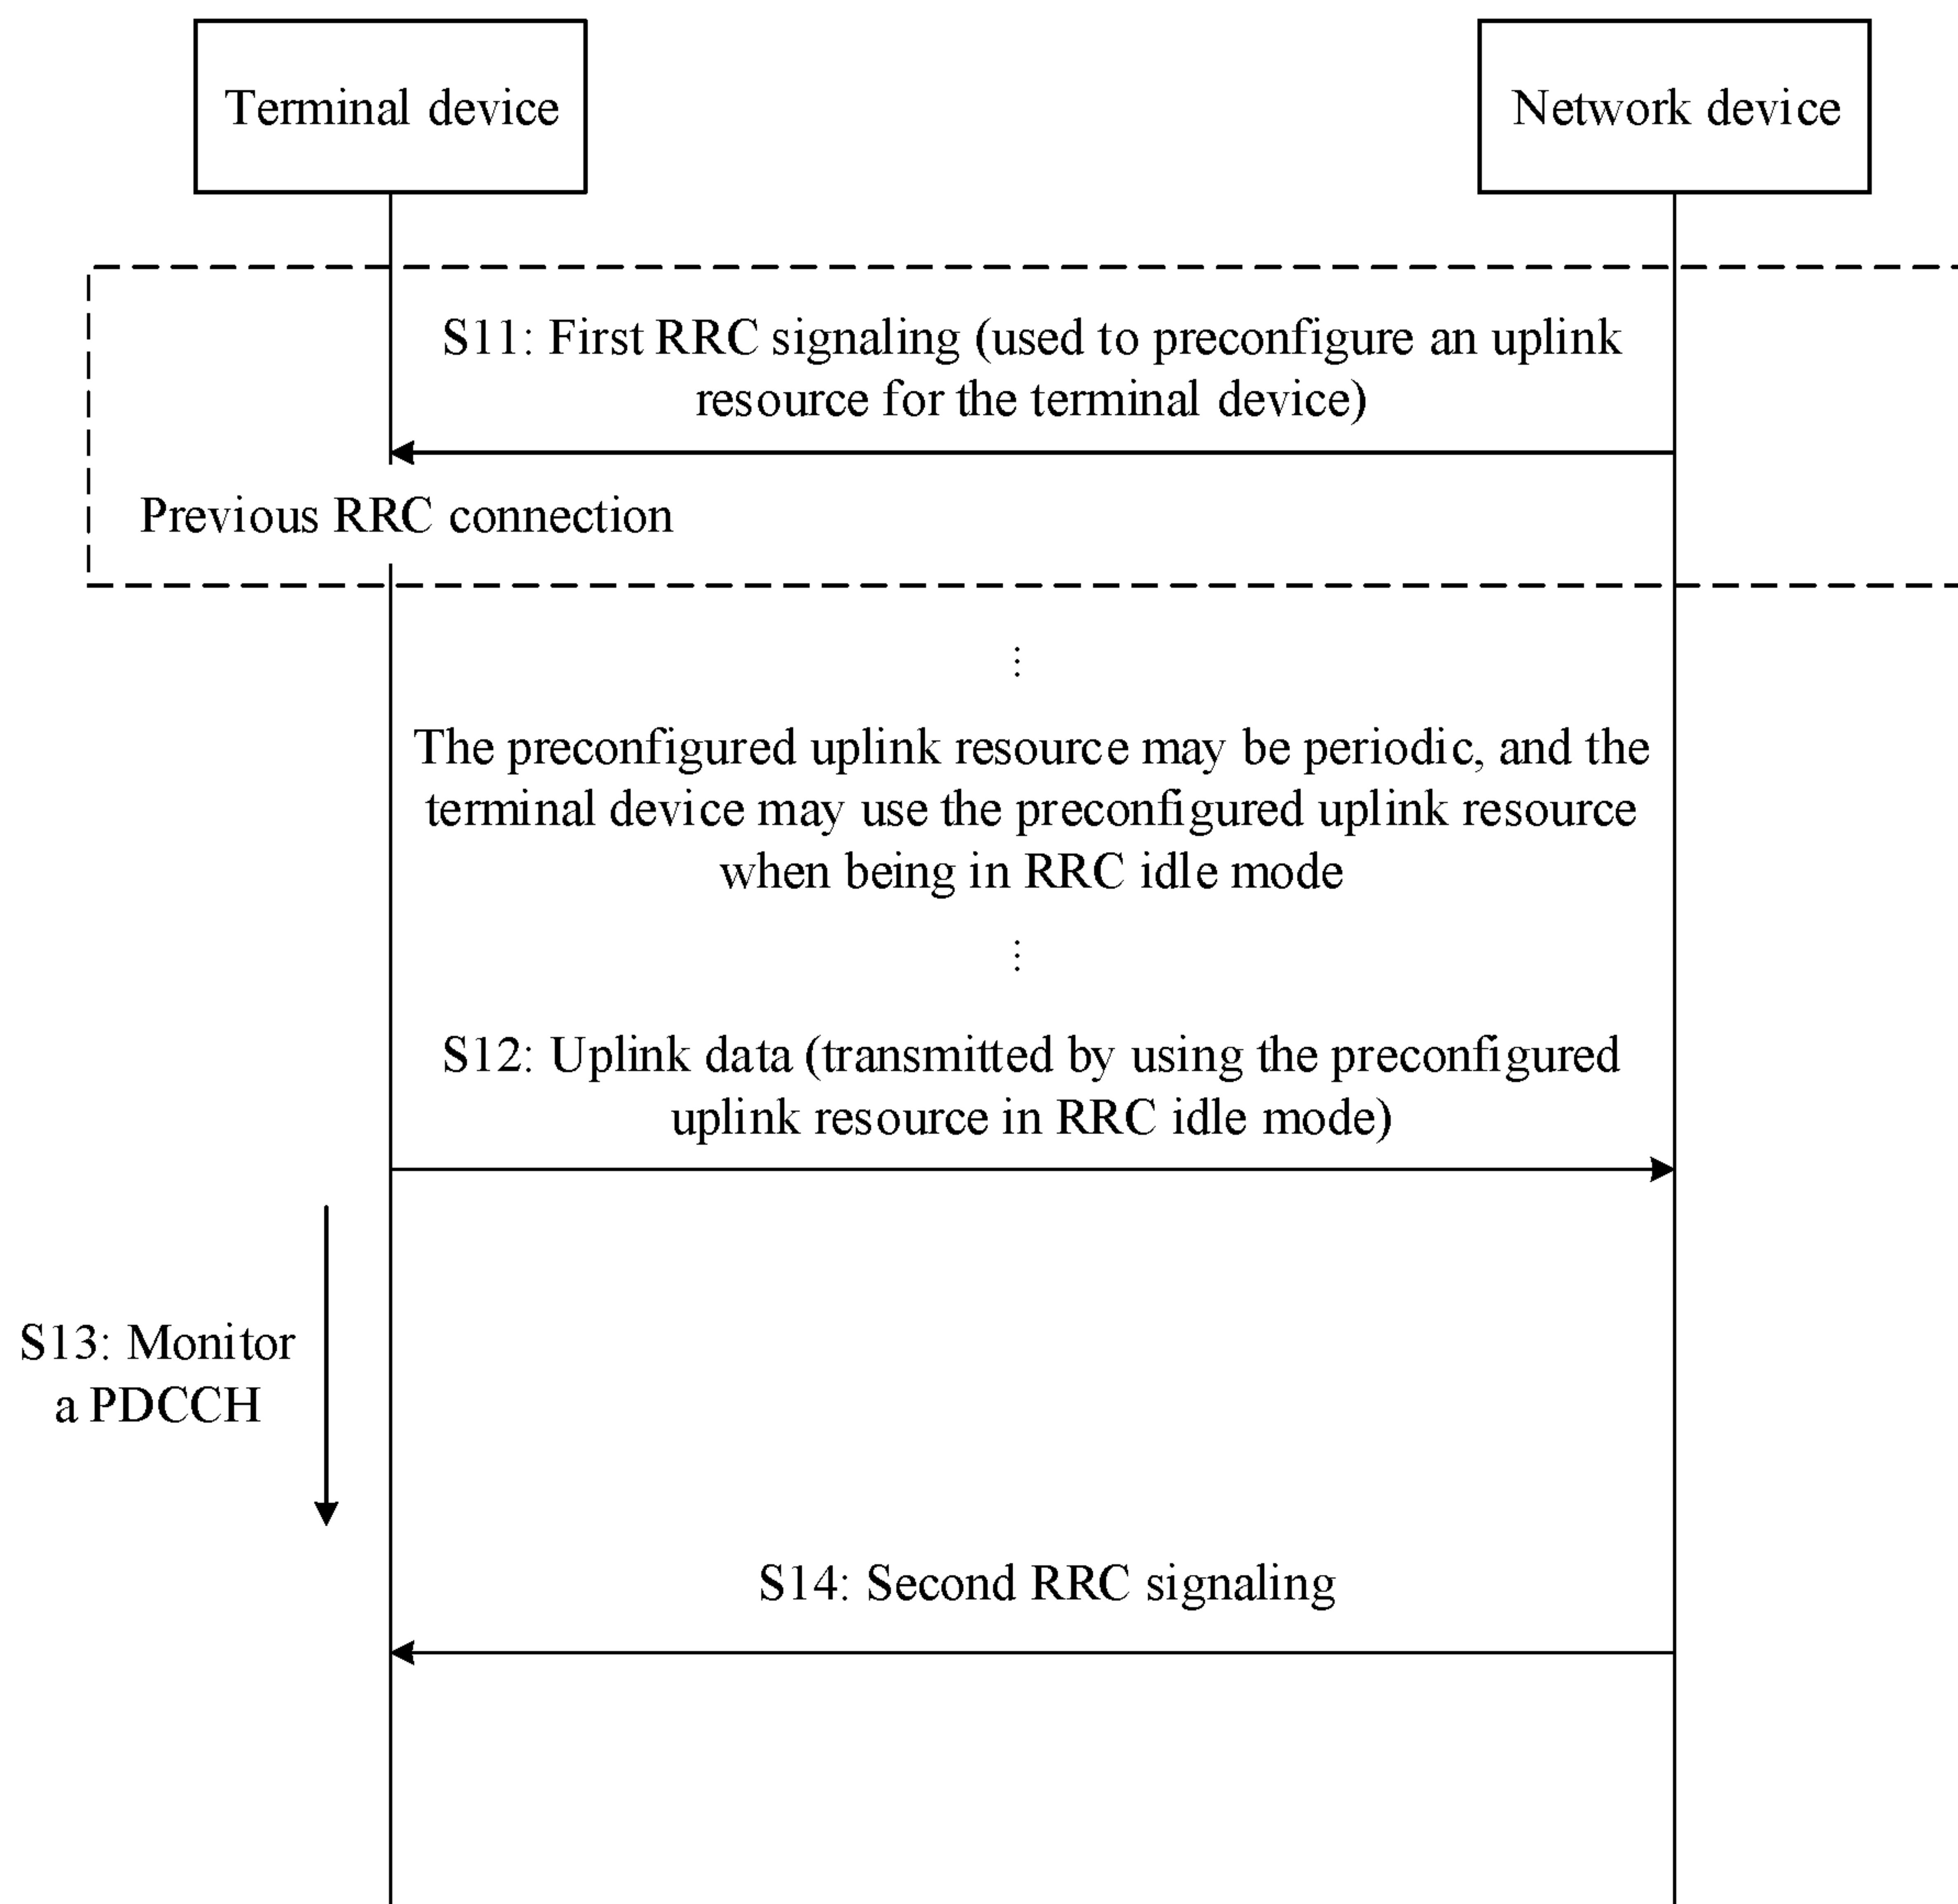 Terminal device
Network device
S11: First RRC signaling (used to preconfigure an uplink
resource for the terminal device)
Previous RRC connection
⋮
The preconfigured uplink resource may be periodic, and the
terminal device may use the preconfigured uplink resource
when being in RRC idle mode
⋮
S12: Uplink data (transmitted by using the preconfigured
uplink resource in RRC idle mode)
S13: Monitor
a PDCCH
S14: Second RRC signaling